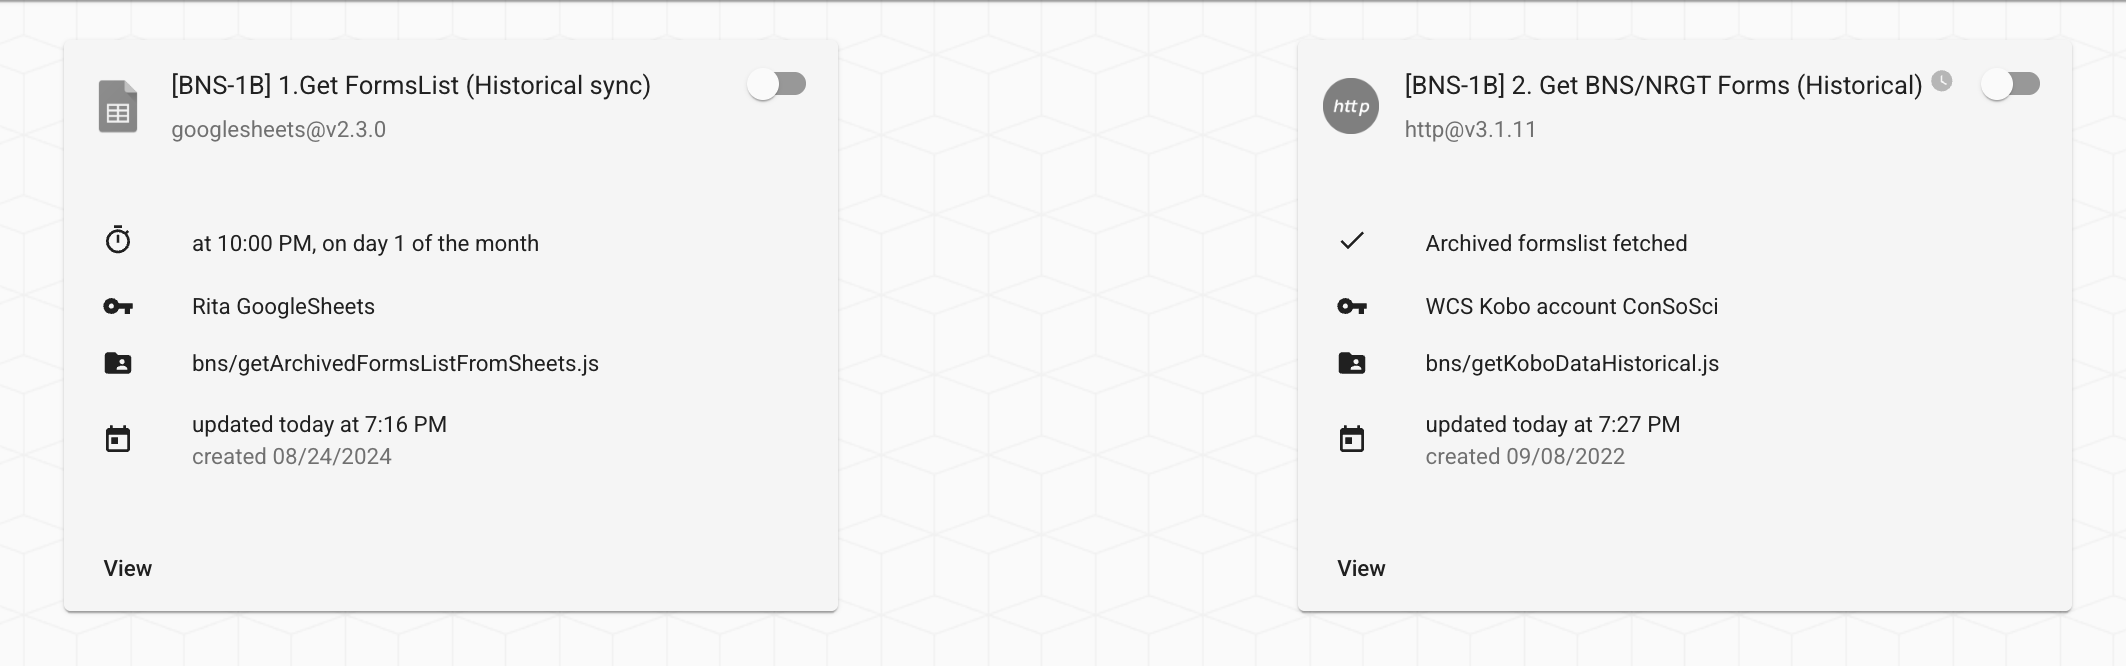 [BNS-1B] 1.Get FormsList (Historical sync)
googlesheets@v2.3.0
at 10:00 PM, on day 1 of the month
Rita GoogleSheets
bns/getArchivedFormsListFromSheets.js
updated today at 7:16 PM
created 08/24/2024
View
http
[BNS-1B] 2. Get BNS/NRGT Forms (Historical)
http@v3.1.11
Archived formslist fetched
WCS Kobo account ConSoSci
bns/getKoboDataHistorical.js
updated today at 7:27 PM
created 09/08/2022
View